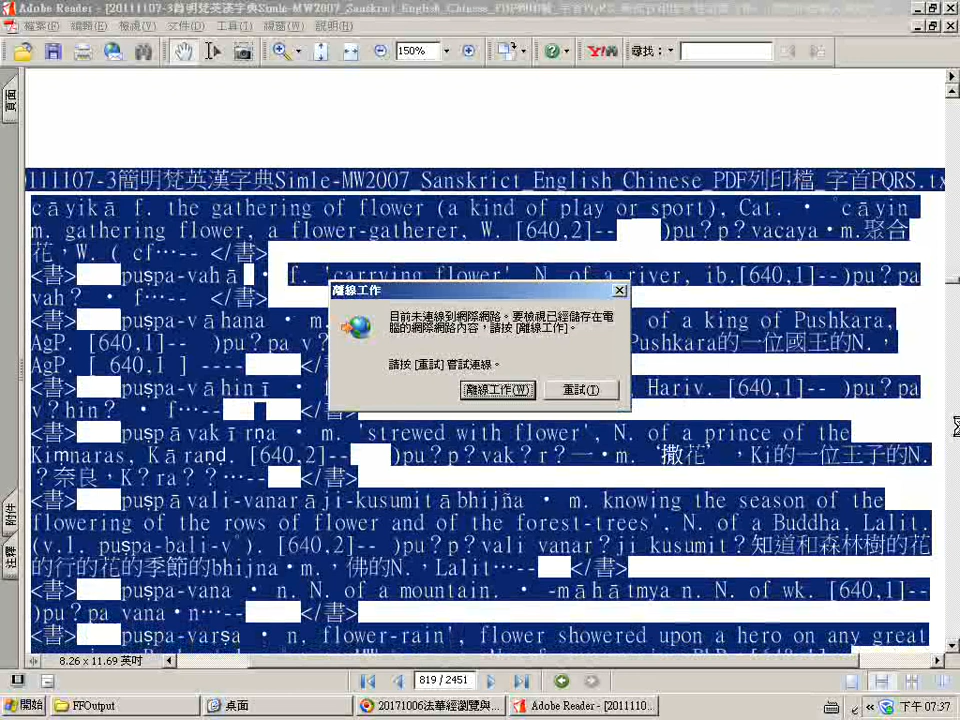 Adobe Reader - [20111107-3簡明梵英漢字典Simle-MW2007_Sanskrict_English_Chinese_PDF列印檔_字首PQRS.
檔案(F) 編輯(E) 檢視(V) 文件(D) 工具(T) 視窗(W) 說明(H)
150%
Y! 尋找：
頁面
附件
註釋
111107-3簡明梵英漢字典Simle-MW2007_Sanskrict_English_Chinese_PDF列印檔_字首PQRS.tx
cāyikā f. the gathering of flower (a kind of play or sport), Cat. • °cāyin
m. gathering flower, a flower-gatherer, W. [640,2]-- )pu?p?vacaya•m.聚合
花，W. ( cf…-- </書>
<書> puṣpa-vahā • f. 'carrying flower', N. of a river, ib.[640,1]--)pu?pa
vah? • f…-- </書>
<書> puṣpa-vāhana • m. of a king of Pushkara,
AgP. [640,1]--)pu?pa v? Pushkara的一位國王的N.，
AgP. [ 640,1 ] ----
<書> puṣpa-vāhinī • f Hariv. [640,1]--)pu?pa
v?hin? • f…-- </書>
<書> puṣpāvakīrṇa • m. 'strewed with flower', N. of a prince of the
Kiṃnaras, Kāraṇḍ. [640,2]-- )pu?p?vak?r?一•m.‘撒花’，Ki的一位王子的N.
?奈良，K?ra??…-- </書>
<書> puṣpāvali-vanarāji-kusumitābhijña • m. knowing the season of the
flowering of the rows of flower and of the forest-trees', N. of a Buddha, Lalit.
(v.l. puṣpa-bali-v°). [640,2]-- )pu?p?vali vanar?ji kusumit?知道和森林樹的花
的行的花的季節的bhijna•m.，佛的N.，Lalit…-- </書>
<書> puṣpa-vana • n. N. of a mountain. • -māhātmya n. N. of wk. [640,1]--
)pu?pa vana•n…-- </書>
<書> puṣpa-varṣa • n. flower-rain', flower showered upon a hero on any great
離線工作
目前未連線到網際網路。要檢視已經儲存在電
腦的網際網路內容，請按 [離線工作]。
請按 [重試] 嘗試連線。
離線工作(W) 重試(T)
8.26 x 11.69 英吋
819 / 2451
開始 FFOutput 桌面 20171006法華經瀏覽與... Adobe Reader - [2011110... 下午 07:37